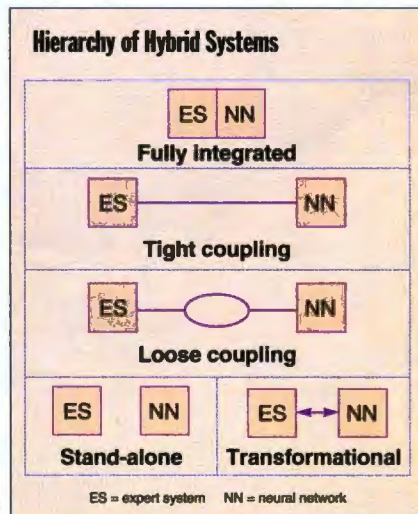 Hierarchy of Hybrid Systems
ES NN
Fully integrated
ES NN
Tight coupling
ES NN
Loose coupling
ES NN
Stand-alone
ES NN
Transformational
ES = expert system NN = neural network